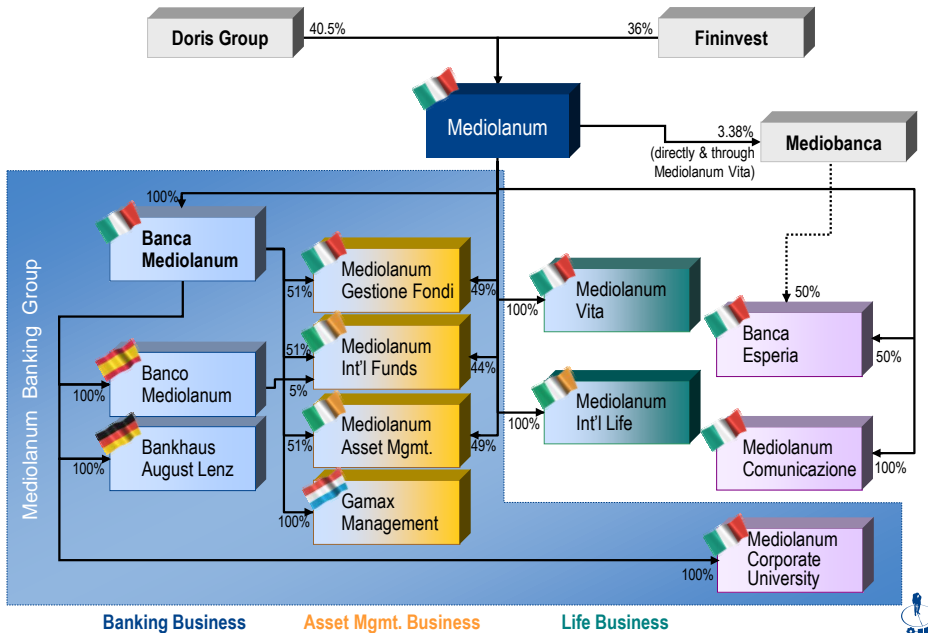 Doris Group
40.5%
36%
Fininvest
Mediolanum
3.38%
(directly & through
Mediolanum Vita)
Mediobanca
100%
Mediolanum Banking Group
Banca
Mediolanum
Mediolanum
Gestione Fondi
51%
49%
Mediolanum
Vita
100%
50%
Banca
Esperia
50%
51%
Mediolanum
Int'l Funds
44%
5%
Banco
Mediolanum
100%
Mediolanum
Int'l Life
100%
Mediolanum
Asset Mgmt.
51%
49%
Bankhaus
August Lenz
100%
Mediolanum
Comunicazione
100%
Gamax
Management
100%
Mediolanum
Corporate
University
100%
Banking Business
Asset Mgmt. Business
Life Business